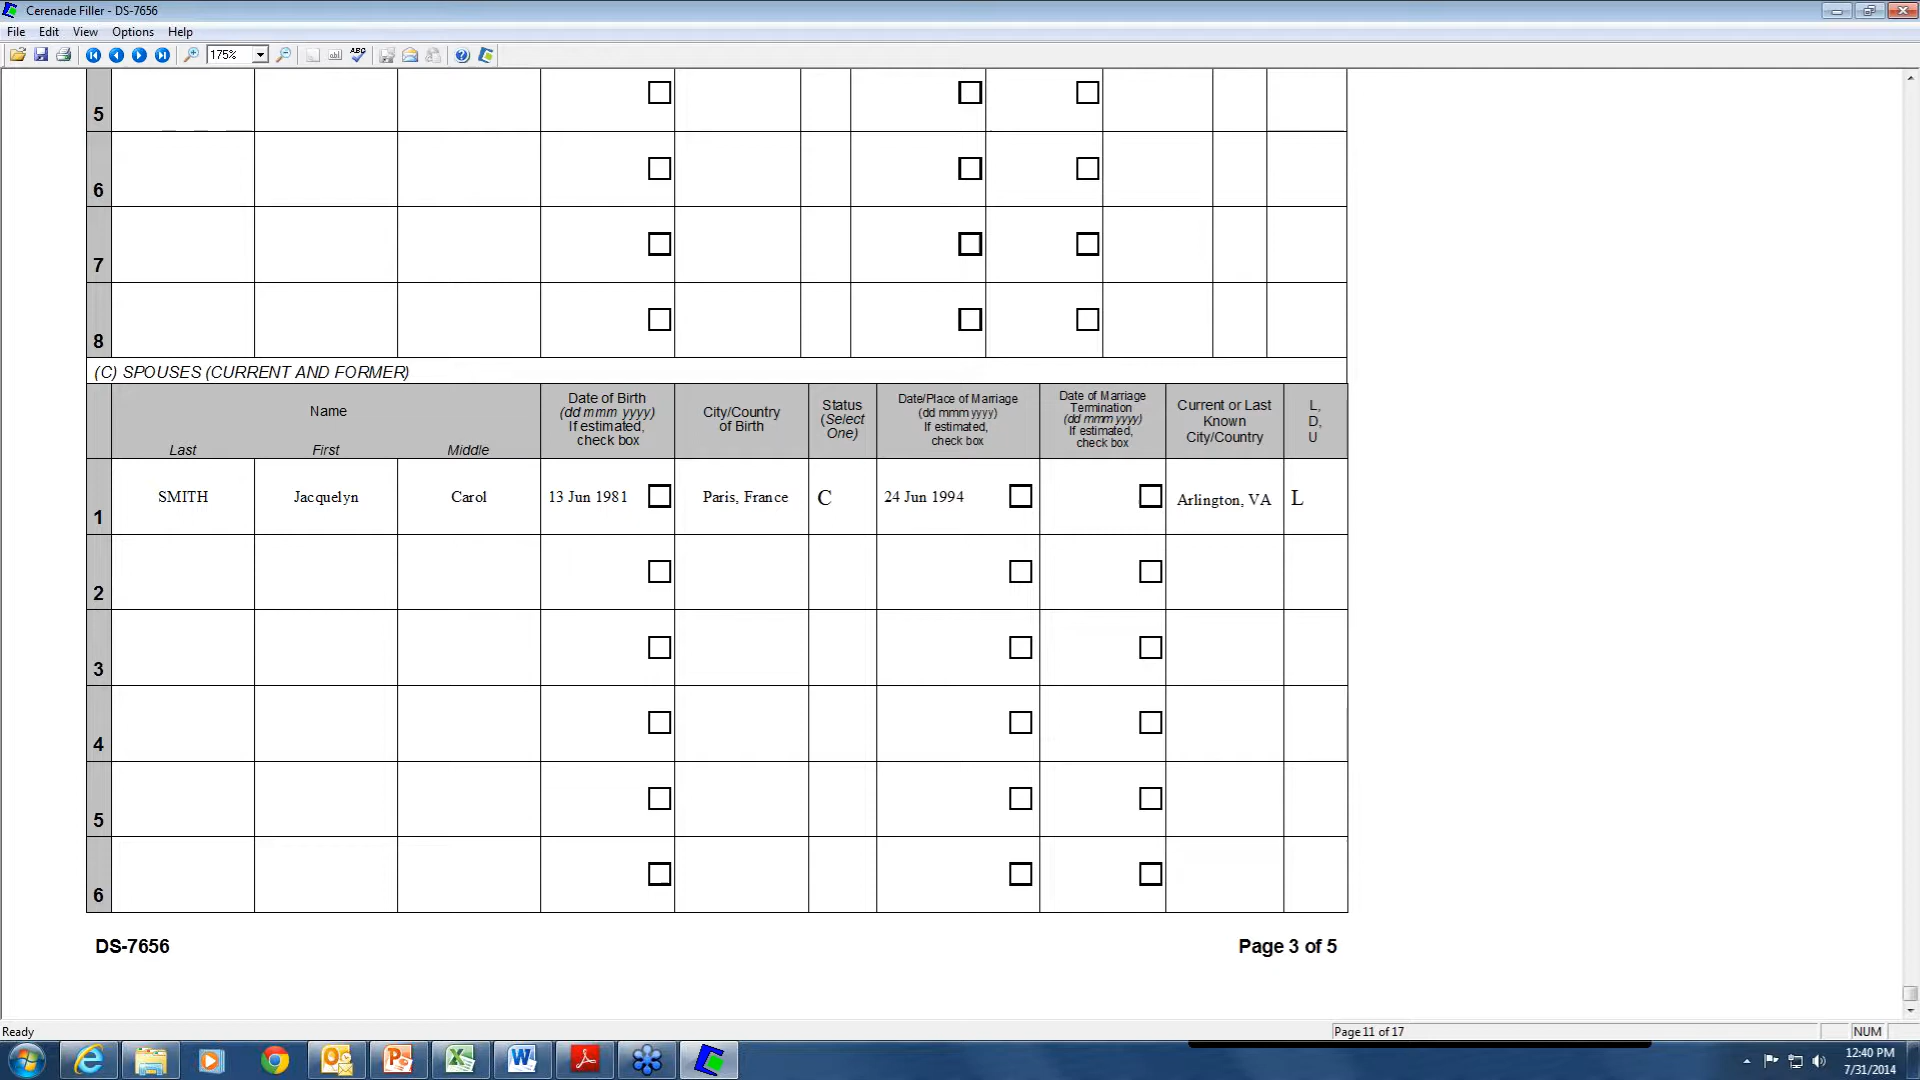 Cerenade Filler - DS-7656
File Edit View Options Help
175%
5
6
7
8
(C) SPOUSES (CURRENT AND FORMER)
Name
Last First Middle
Date of Birth
(dd mmm yyyy)
If estimated,
check box
City/Country
of Birth
Status
(Select
One)
Date/Place of Marriage
(dd mmm yyyy)
If estimated,
check box
Date of Marriage
Termination
(dd mmm yyyy)
If estimated,
check box
Current or Last
Known
City/Country
L,
D,
U
1 SMITH Jacquelyn Carol 13 Jun 1981 Paris, France C 24 Jun 1994 Arlington, VA L
2
3
4
5
6
DS-7656 Page 3 of 5
Ready Page 11 of 17 NUM
12:40 PM
7/31/2014